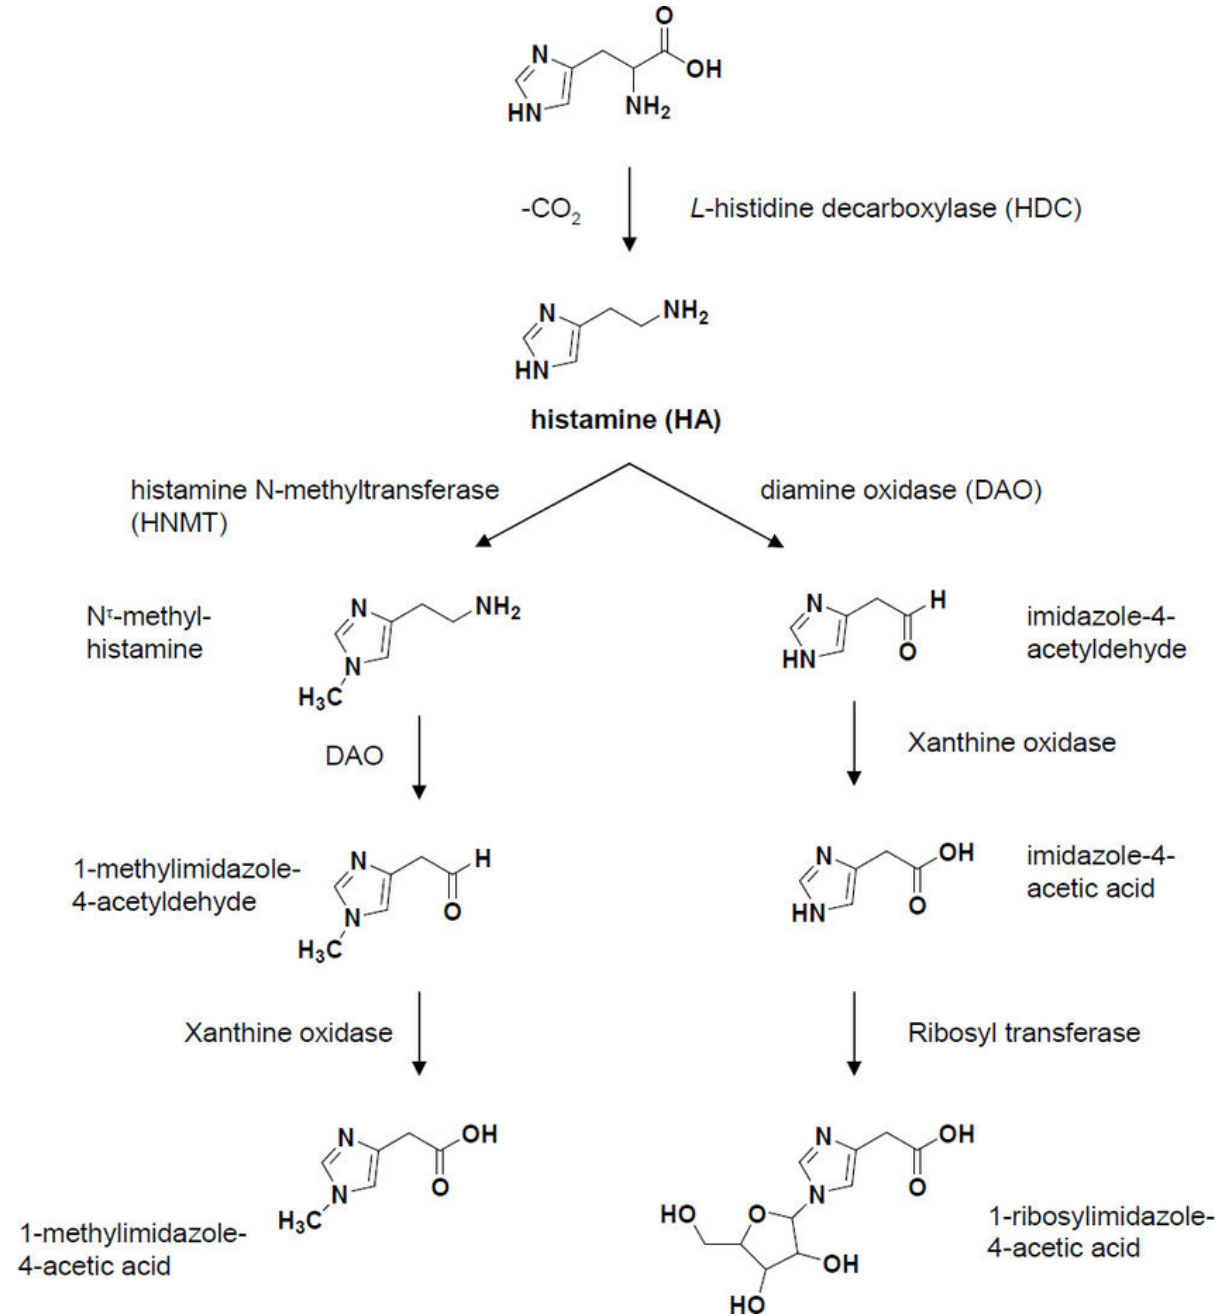 O
N
OH
NH2
HN
-CO2
L-histidine decarboxylase (HDC)
N
NH2
HN
histamine (HA)
histamine N-methyltransferase
(HNMT)
diamine oxidase (DAO)
Nτ-methyl-
histamine
N
NH2
N
H3C
N
H
O
HN
imidazole-4-
acetyldehyde
DAO
Xanthine oxidase
1-methylimidazole-
4-acetyldehyde
N
H
O
N
H3C
N
OH
O
HN
imidazole-4-
acetic acid
Xanthine oxidase
Ribosyl transferase
N
OH
O
N
H3C
1-methylimidazole-
4-acetic acid
N
OH
O
N
HO
O
OH
HO
1-ribosylimidazole-
4-acetic acid